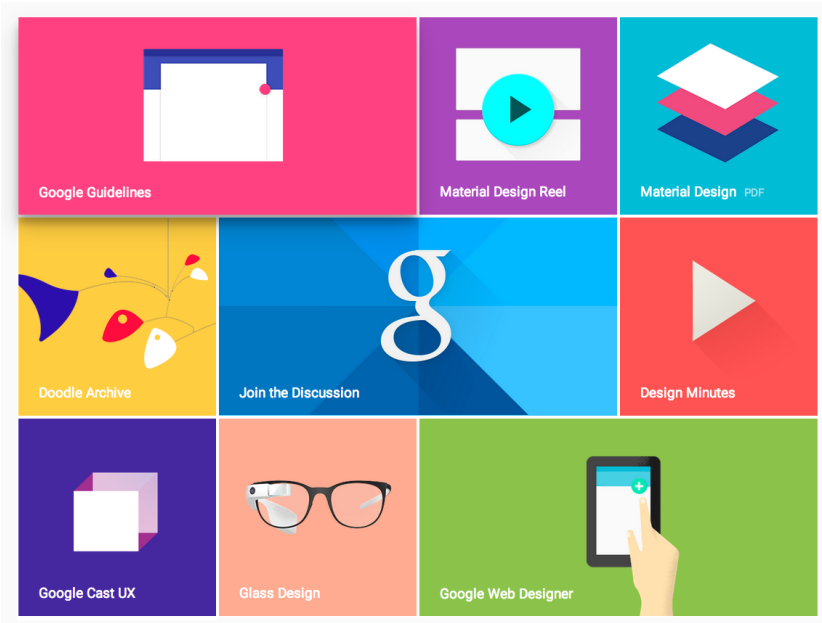 Google Guidelines
Material Design Reel
Material Design PDF
g
Doodle Archive
Join the Discussion
Design Minutes
Google Cast UX
Glass Design
Google Web Designer